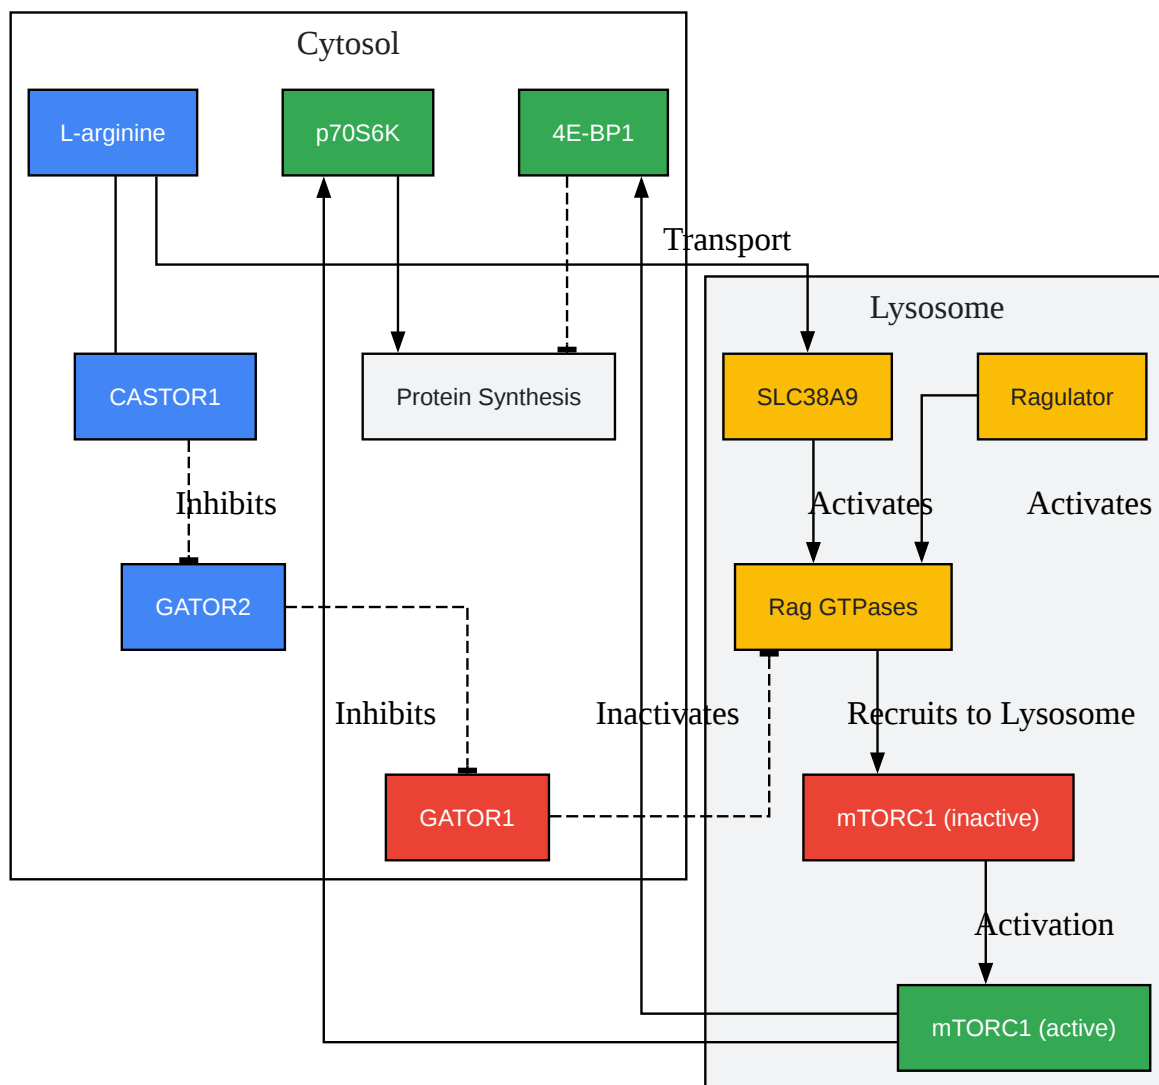 Cytosol
L-arginine
p70S6K
4E-BP1
Transport
Lysosome
CASTOR1
Protein Synthesis
SLC38A9
Ragulator
Inhibits
Activates
Activates
GATOR2
Rag GTPases
Inhibits
Inactivates
Recruits to Lysosome
GATOR1
mTORC1 (inactive)
Activation
mTORC1 (active)